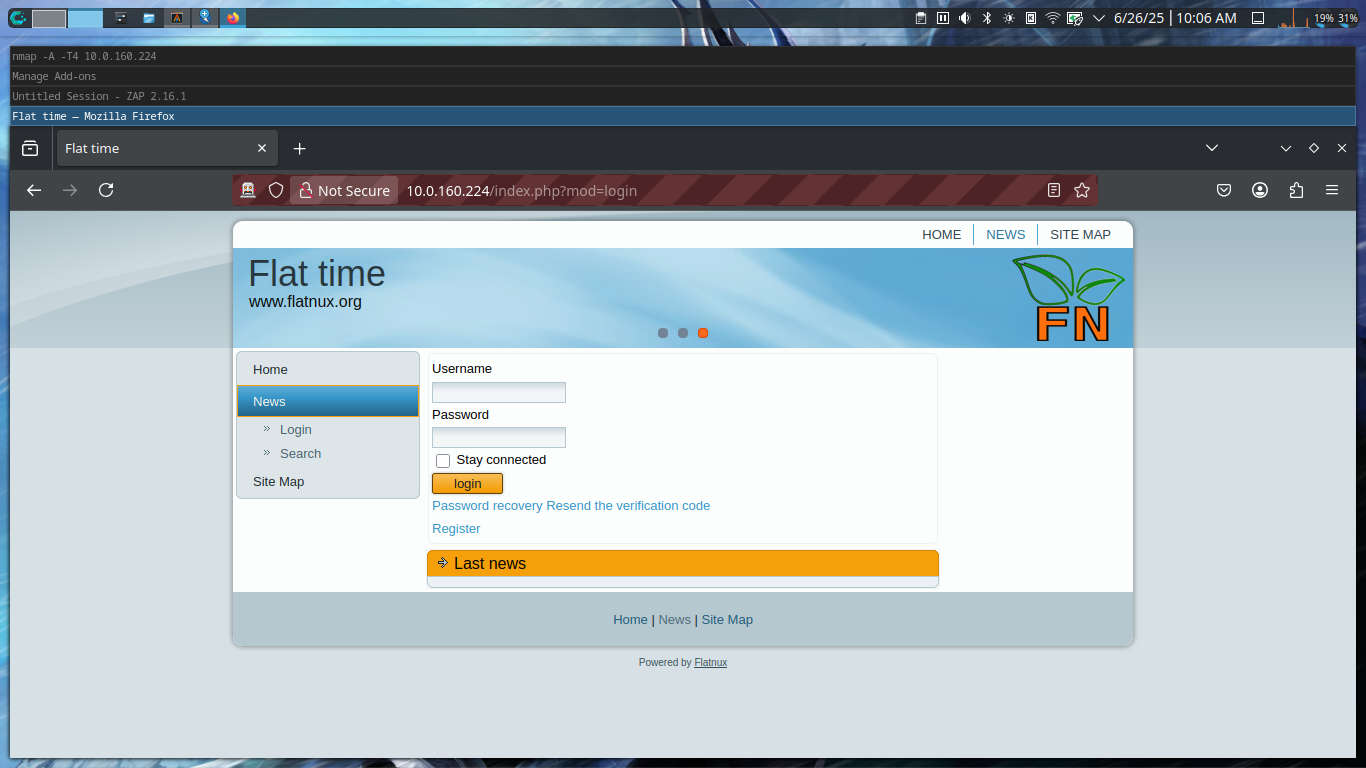 6/26/25 | 10:06 AM
19% 31%
nmap -A -T4 10.0.160.224
Manage Add-ons
Untitled Session - ZAP 2.16.1
Flat time — Mozilla Firefox
Flat time
Not Secure 10.0.160.224/index.php?mod=login
HOME NEWS SITE MAP
Flat time
www.flatnux.org
FN
Home
News
Login
Search
Site Map
Username
Password
Stay connected
login
Password recovery Resend the verification code
Register
Last news
Home | News | Site Map
Powered by Flatnux